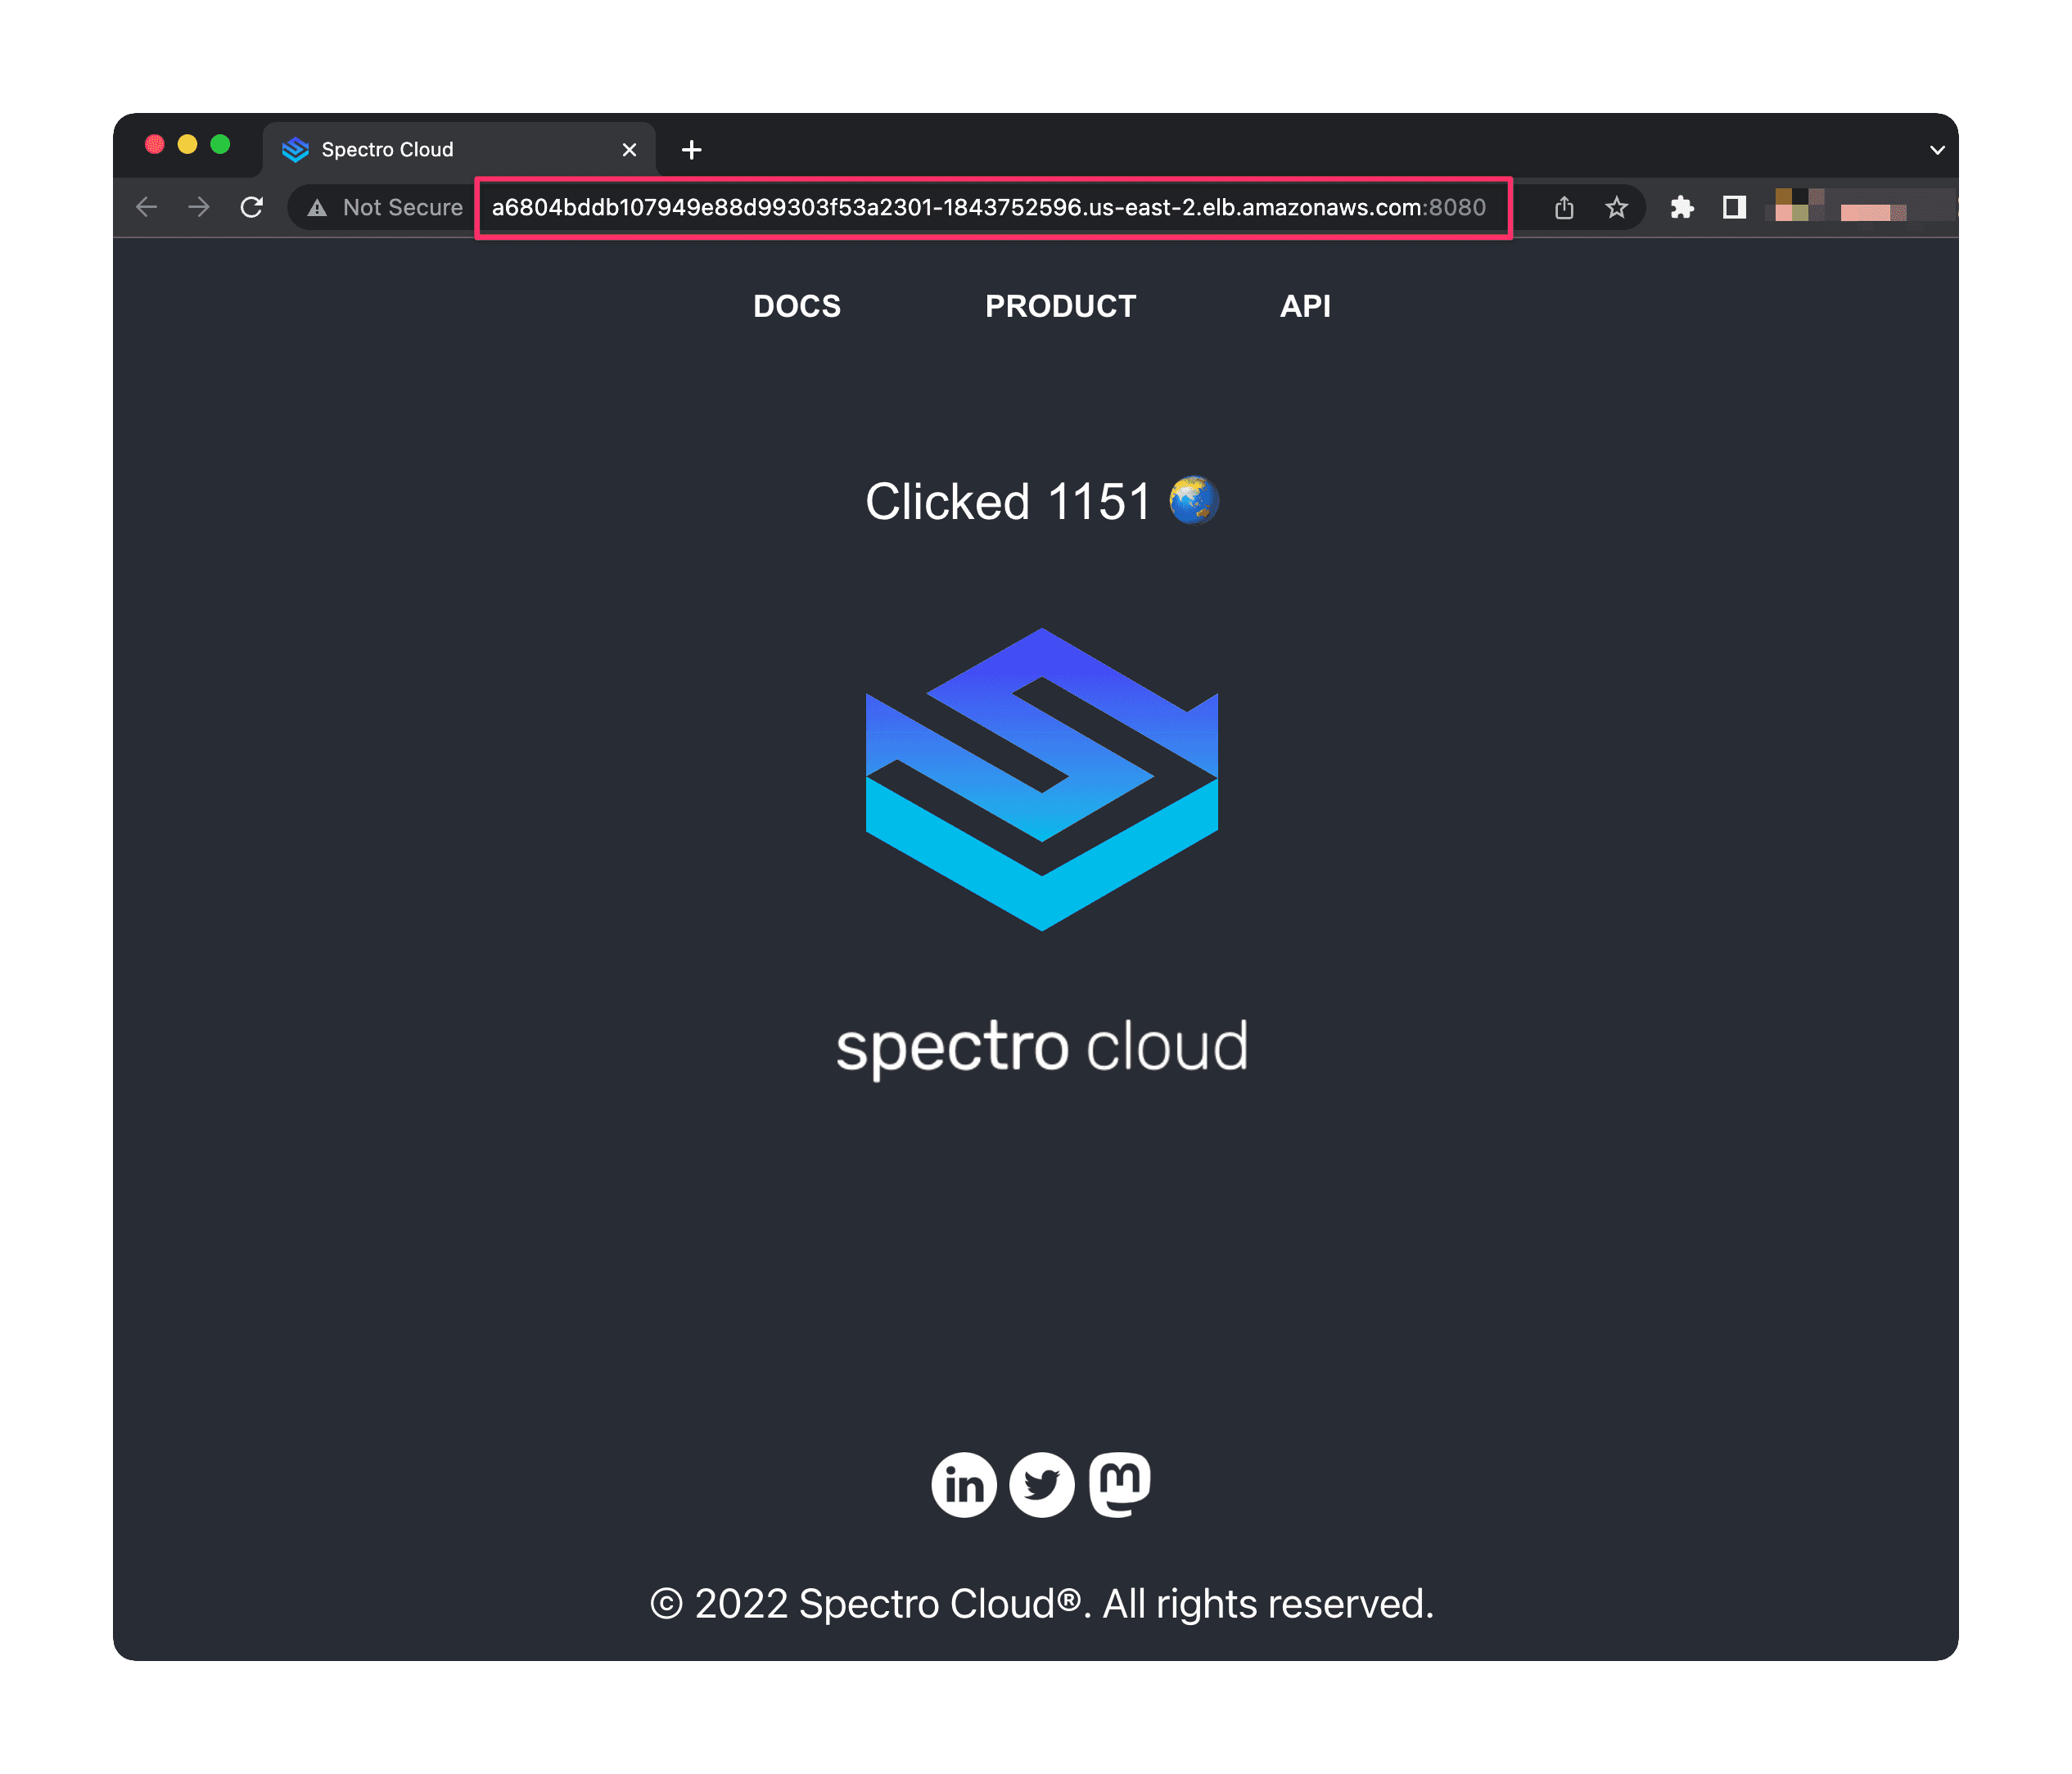 Spectro Cloud
Not Secure a6804bddb107949e88d99303f53a2301-1843752596.us-east-2.elb.amazonaws.com:8080
DOCS PRODUCT API
Clicked 1151 🌏
spectro cloud
in m
© 2022 Spectro Cloud®. All rights reserved.